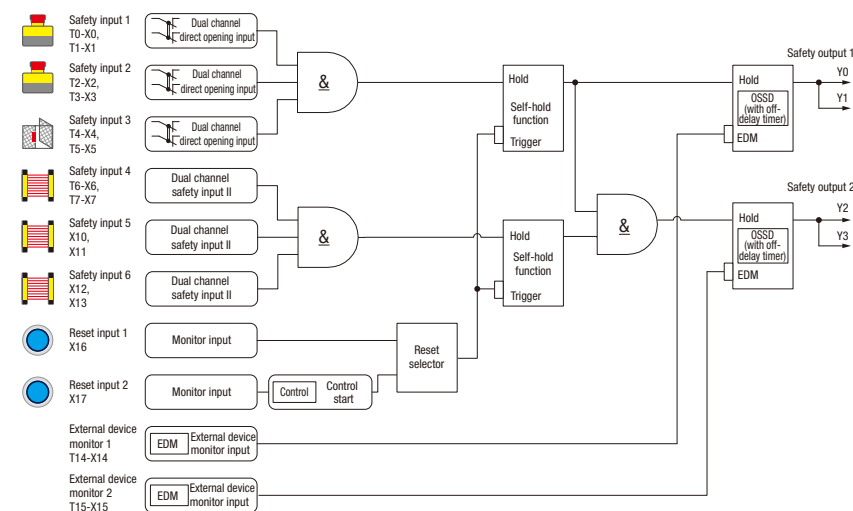 Safety input 1
T0-X0,
T1-X1
Dual channel
direct opening input
Safety input 2
T2-X2,
T3-X3
Dual channel
direct opening input
Safety input 3
T4-X4,
T5-X5
Dual channel
direct opening input
&
Safety input 4
T6-X6,
T7-X7
Dual channel
safety input II
Safety input 5
X10,
X11
Dual channel
safety input II
Safety input 6
X12,
X13
Dual channel
safety input II
&
Reset input 1
X16
Monitor input
Reset input 2
X17
Monitor input
Control
Control
start
Reset
selector
External device
monitor 1
T14-X14
EDM
External device
monitor input
External device
monitor 2
T15-X15
EDM
External device
monitor input
Hold
Self-hold
function
Trigger
Hold
Self-hold
function
Trigger
&
Safety output 1
Hold
OSSD
(with off-
delay timer)
EDM
Y0
Y1
Safety output 2
Hold
OSSD
(with off-
delay timer)
EDM
Y2
Y3